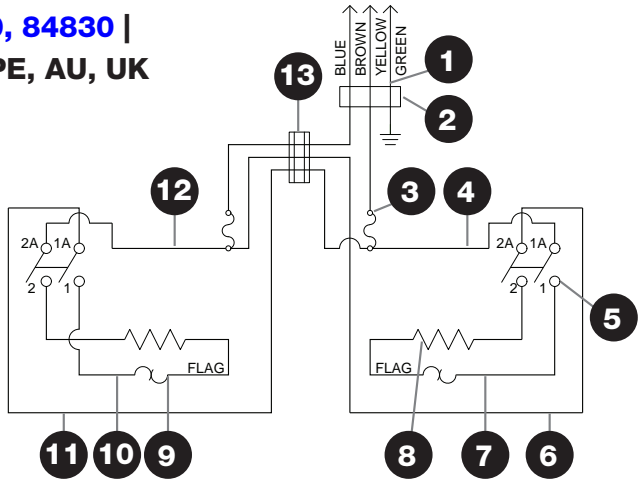 , 84830 |
PE, AU, UK
BLUE
BROWN
YELLOW
GREEN
1
2
13
12
3
4
2A 1A
2 1
2A 1A
2 1
5
FLAG
FLAG
11
10
9
8
7
6